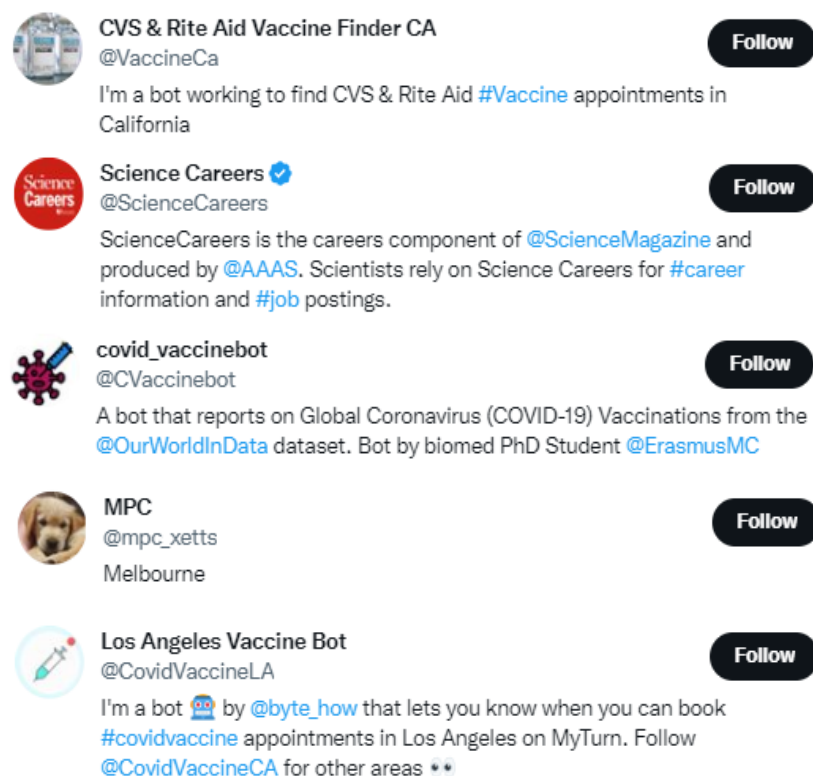 CVS & Rite Aid Vaccine Finder CA
@VaccineCa
Follow
I'm a bot working to find CVS & Rite Aid #Vaccine appointments in
California
Science
Careers
Science Careers
@ScienceCareers
Follow
ScienceCareers is the careers component of @ScienceMagazine and
produced by @AAAS. Scientists rely on Science Careers for #career
information and #job postings.
covid_vaccinebot
@CVaccinebot
Follow
A bot that reports on Global Coronavirus (COVID-19) Vaccinations from the
@OurWorldInData dataset. Bot by biomed PhD Student @ErasmusMC
MPC
@mpc_xetts
Follow
Melbourne
Los Angeles Vaccine Bot
@CovidVaccineLA
Follow
I'm a bot 🤖 by @byte_how that lets you know when you can book
#covidvaccine appointments in Los Angeles on MyTurn. Follow
@CovidVaccineCA for other areas 👀